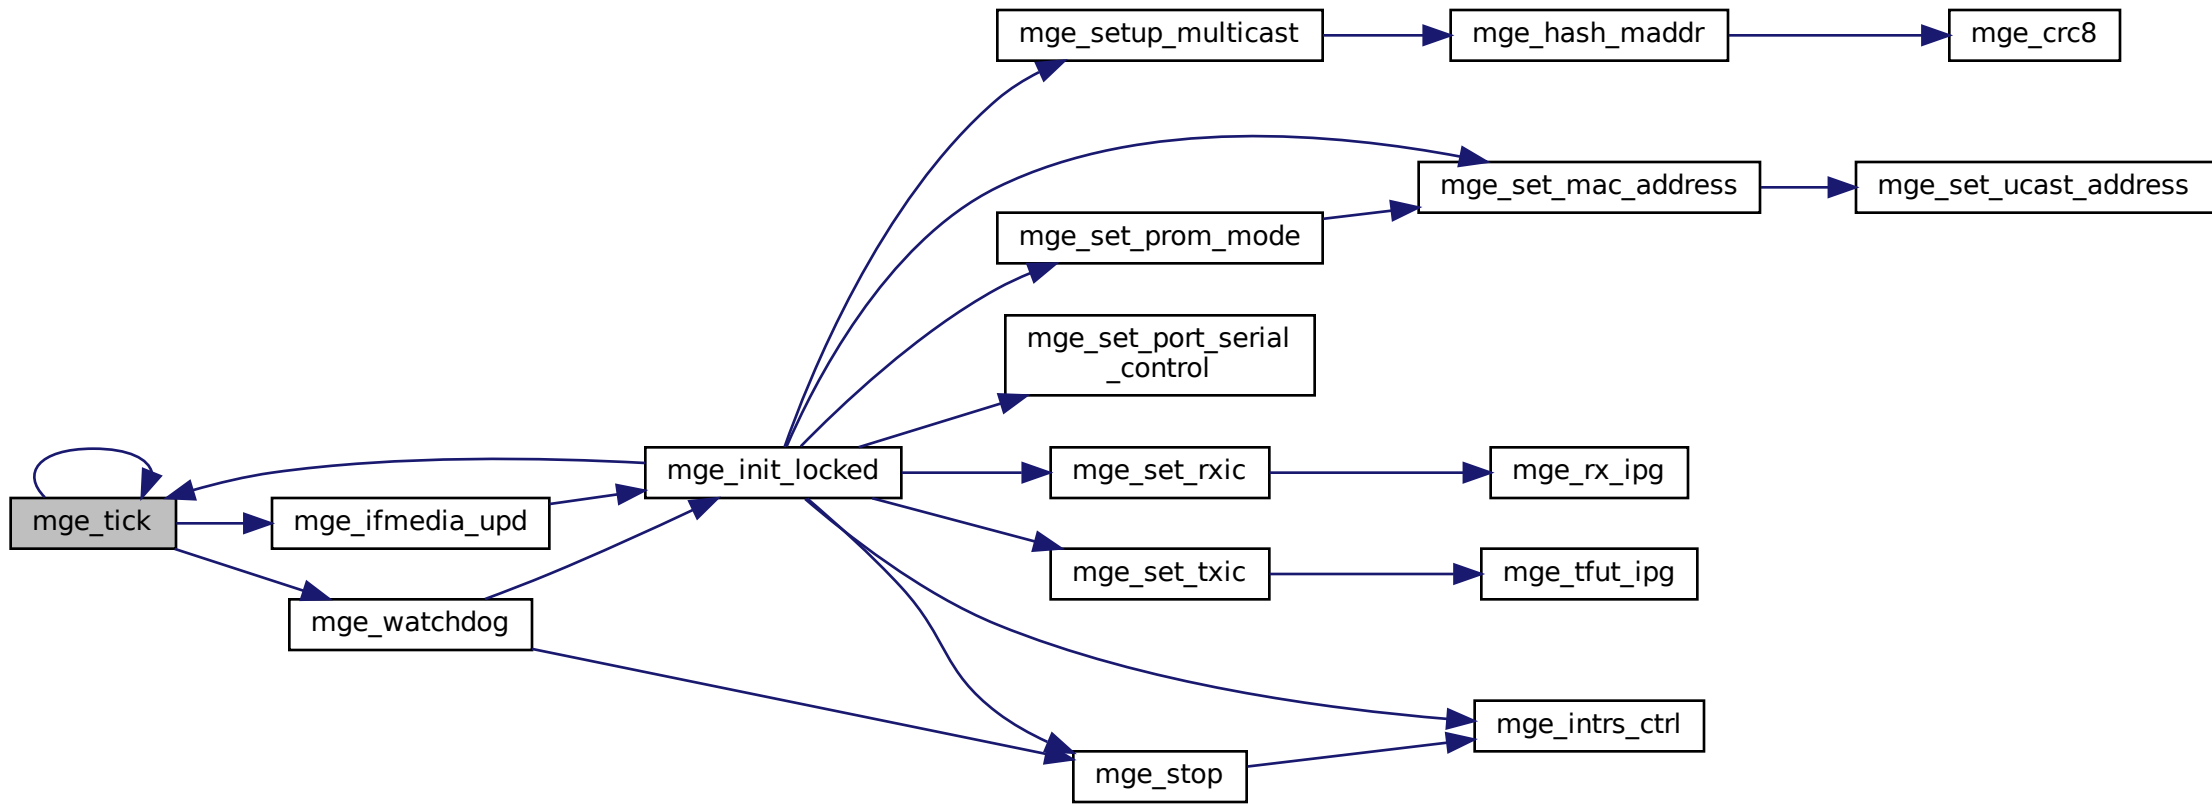 mge_setup_multicast
mge_hash_maddr
mge_crc8
mge_set_mac_address
mge_set_ucast_address
mge_set_prom_mode
mge_set_port_serial
_control
mge_init_locked
mge_set_rxic
mge_rx_ipg
mge_tick
mge_ifmedia_upd
mge_set_txic
mge_tfut_ipg
mge_watchdog
mge_intrs_ctrl
mge_stop